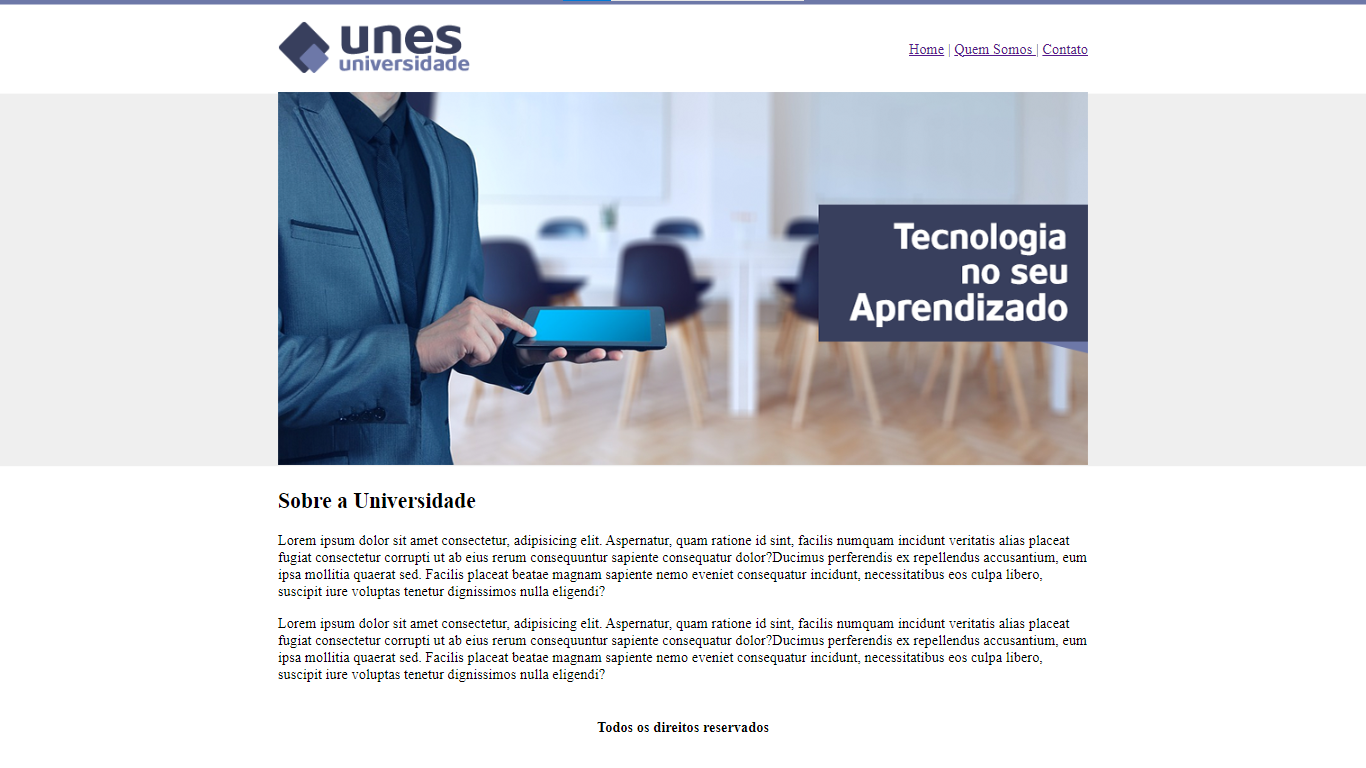 unes
universidade
Home | Quem Somos | Contato
Tecnologia
no seu
Aprendizado
Sobre a Universidade
Lorem ipsum dolor sit amet consectetur, adipisicing elit. Aspernatur, quam ratione id sint, facilis numquam incidunt veritatis alias placeat
fugiat consectetur corrupti ut ab eius rerum consequuntur sapiente consequatur dolor?Ducimus perferendis ex repellendus accusantium, eum
ipsa mollitia quaerat sed. Facilis placeat beatae magnam sapiente nemo eveniet consequatur incidunt, necessitatibus eos culpa libero,
suscipit iure voluptas tenetur dignissimos nulla eligendi?
Lorem ipsum dolor sit amet consectetur, adipisicing elit. Aspernatur, quam ratione id sint, facilis numquam incidunt veritatis alias placeat
fugiat consectetur corrupti ut ab eius rerum consequuntur sapiente consequatur dolor?Ducimus perferendis ex repellendus accusantium, eum
ipsa mollitia quaerat sed. Facilis placeat beatae magnam sapiente nemo eveniet consequatur incidunt, necessitatibus eos culpa libero,
suscipit iure voluptas tenetur dignissimos nulla eligendi?
Todos os direitos reservados